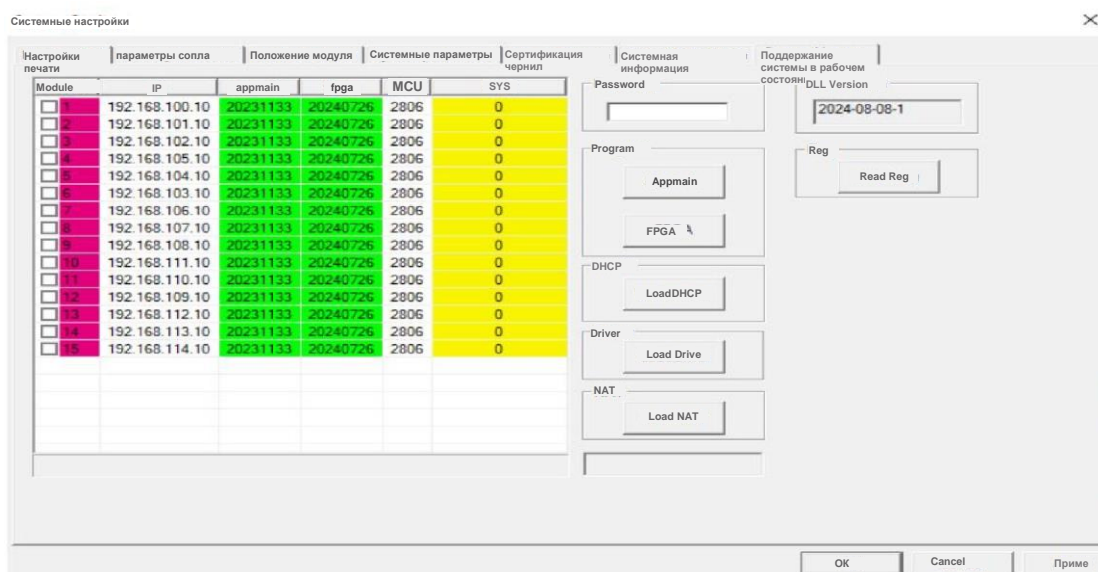 Системные настройки
Настройки печати
параметры сопла
Положение модуля
Системные параметры
Сертификация чернил
Системная информация
Поддержание системы в рабочем состоян
Module IP appmain fpga MCU SYS
1 192.168.100.10 20231133 20240726 2806 0
2 192.168.101.10 20231133 20240726 2806 0
3 192.168.102.10 20231133 20240726 2806 0
4 192.168.105.10 20231133 20240726 2806 0
5 192.168.104.10 20231133 20240726 2806 0
6 192.168.103.10 20231133 20240726 2806 0
7 192.168.106.10 20231133 20240726 2806 0
8 192.168.107.10 20231133 20240726 2806 0
9 192.168.108.10 20231133 20240726 2806 0
10 192.168.111.10 20231133 20240726 2806 0
11 192.168.110.10 20231133 20240726 2806 0
12 192.168.109.10 20231133 20240726 2806 0
13 192.168.112.10 20231133 20240726 2806 0
14 192.168.113.10 20231133 20240726 2806 0
15 192.168.114.10 20231133 20240726 2806 0
Password
Program
Appmain
FPGA
DHCP
LoadDHCP
Driver
Load Drive
NAT
Load NAT
DLL Version
2024-08-08-1
Reg
Read Reg
ОК
Cancel
Приме